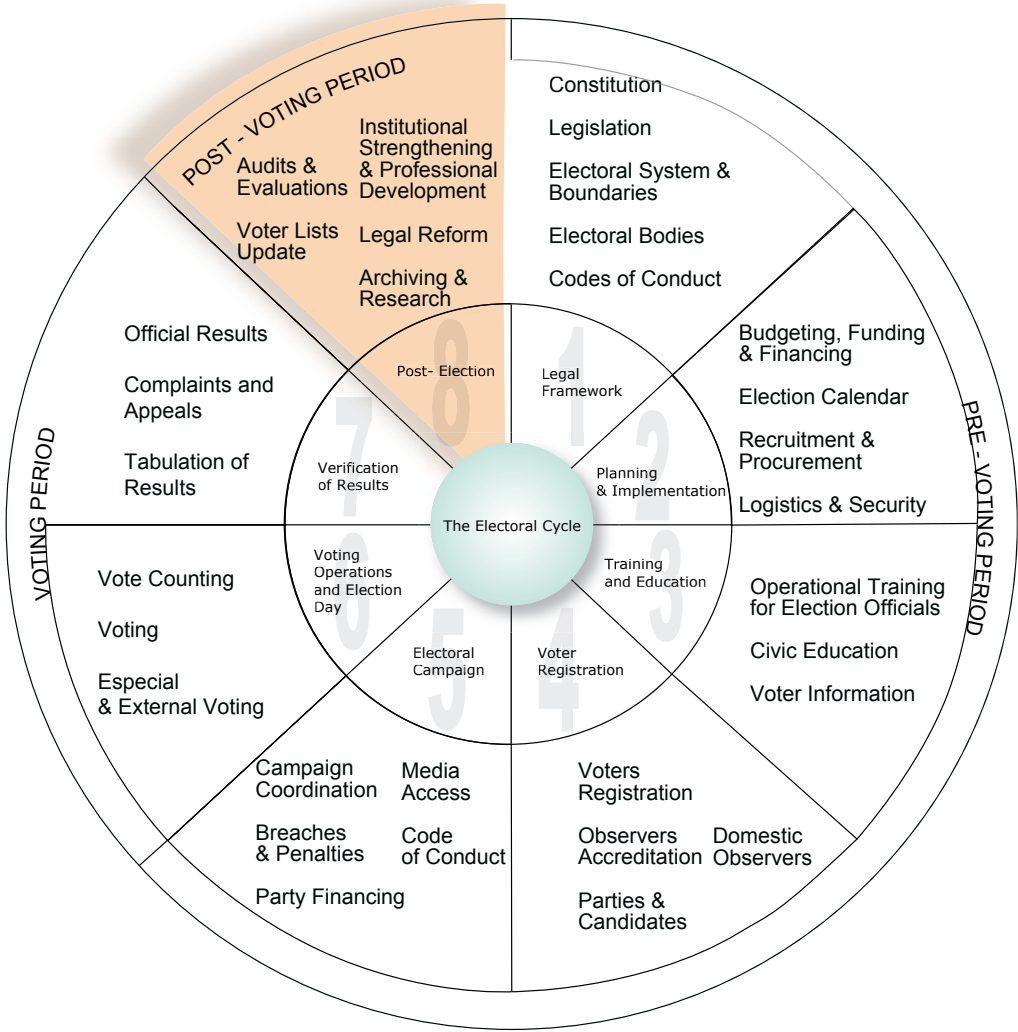 POST - VOTING PERIOD
Audits &
Evaluations
Voter Lists
Update
Institutional
Strengthening
& Professional
Development
Legal Reform
Archiving &
Research
8
Post- Election
Constitution
Legislation
Electoral System &
Boundaries
Electoral Bodies
Codes of Conduct
1
Legal
Framework
PRE - VOTING PERIOD
Budgeting, Funding
& Financing
Election Calendar
Recruitment &
Procurement
Logistics & Security
2
Planning
& Implementation
Operational Training
for Election Officials
Civic Education
Voter Information
3
Training
and Education
Voters
Registration
Observers
Accreditation
Domestic
Observers
Parties &
Candidates
4
Voter
Registration
Campaign
Coordination
Media
Access
Breaches
& Penalties
Code
of Conduct
Party Financing
5
Electoral
Campaign
VOTING PERIOD
Vote Counting
Voting
Especial
& External Voting
6
Voting
Operations
and Election
Day
Official Results
Complaints and
Appeals
Tabulation of
Results
7
Verification
of Results
The Electoral Cycle